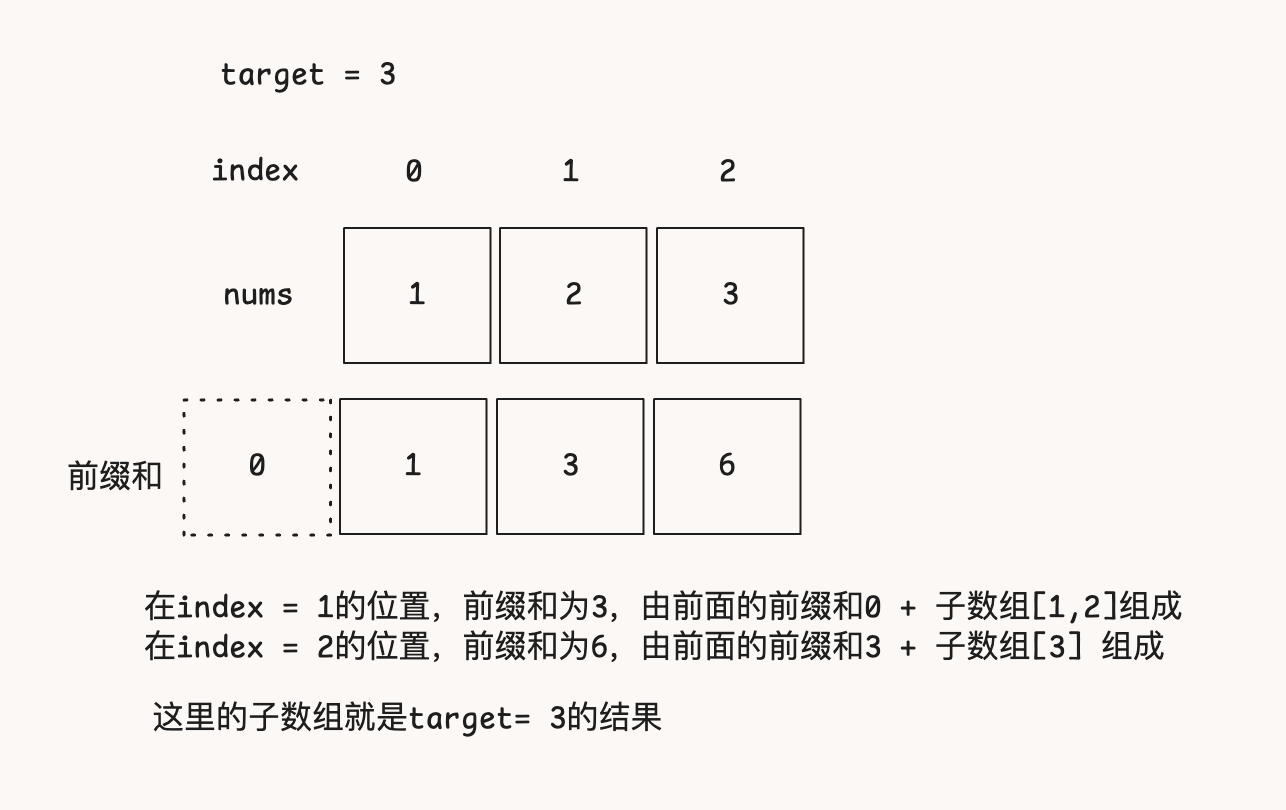 target = 3
index 0 1 2
nums 1 2 3
前缀和 0 1 3 6
在index = 1的位置，前缀和为3，由前面的前缀和0 + 子数组[1,2]组成
在index = 2的位置，前缀和为6，由前面的前缀和3 + 子数组[3] 组成
这里的子数组就是target= 3的结果